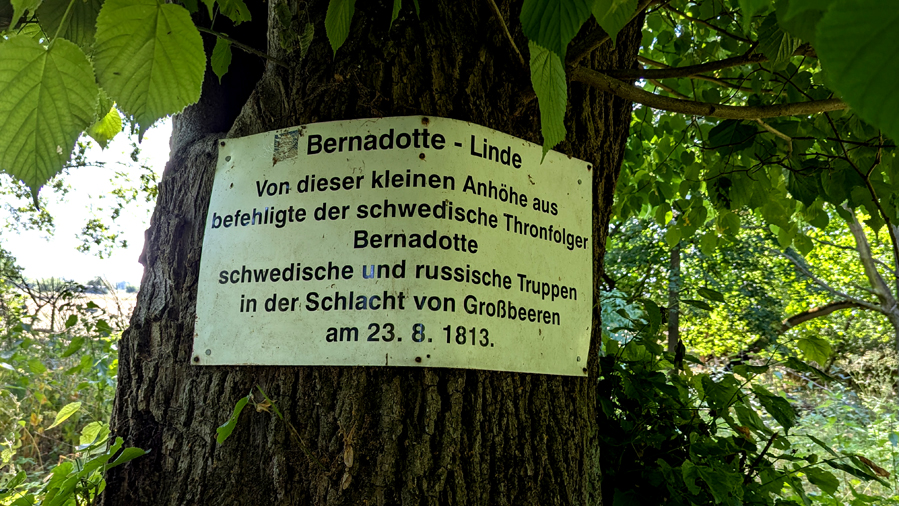 Bernadotte - Linde
Von dieser kleinen Anhöhe aus
befehligte der schwedische Thronfolger
Bernadotte
schwedische und russische Truppen
in der Schlacht von Großbeeren
am 23. 8. 1813.